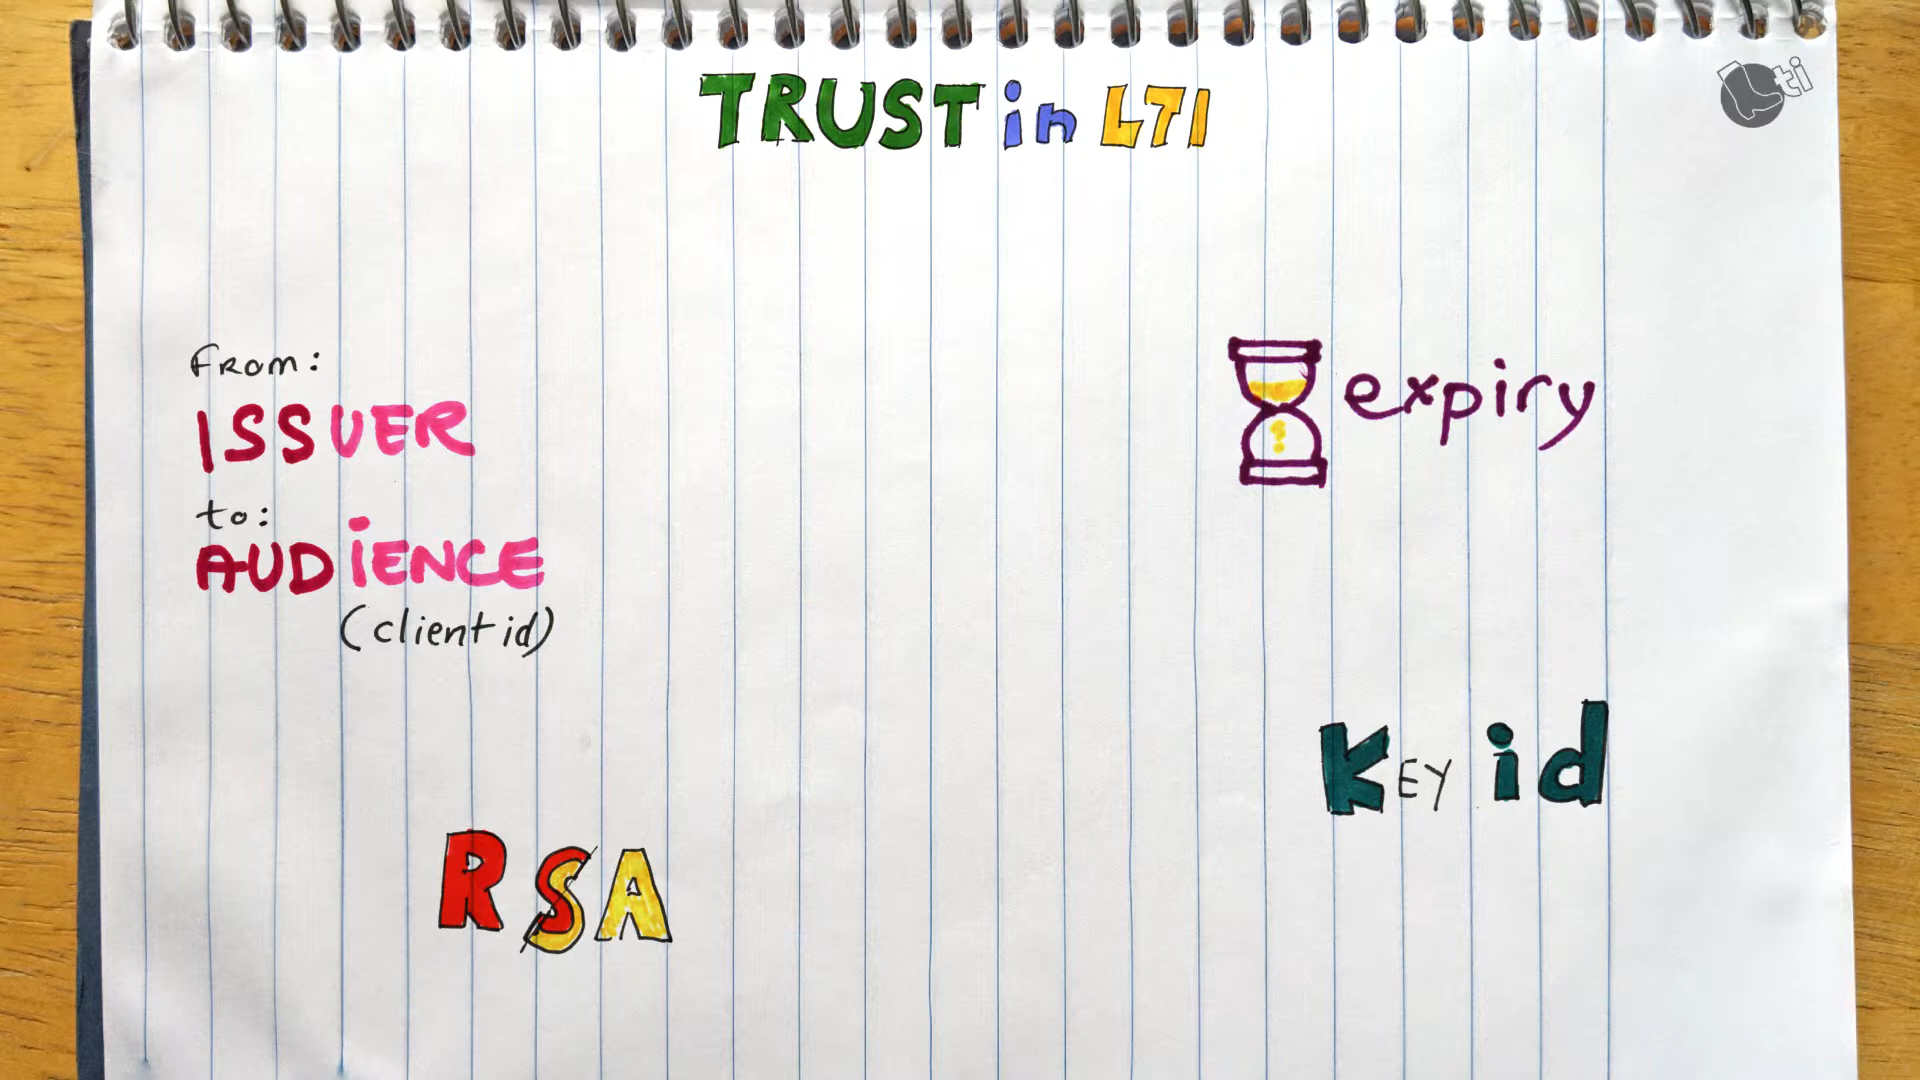 TRUST in LTI
Lti
from:
ISSUER
to:
AUDIENCE
(client id)
expiry
KEY id
RSA